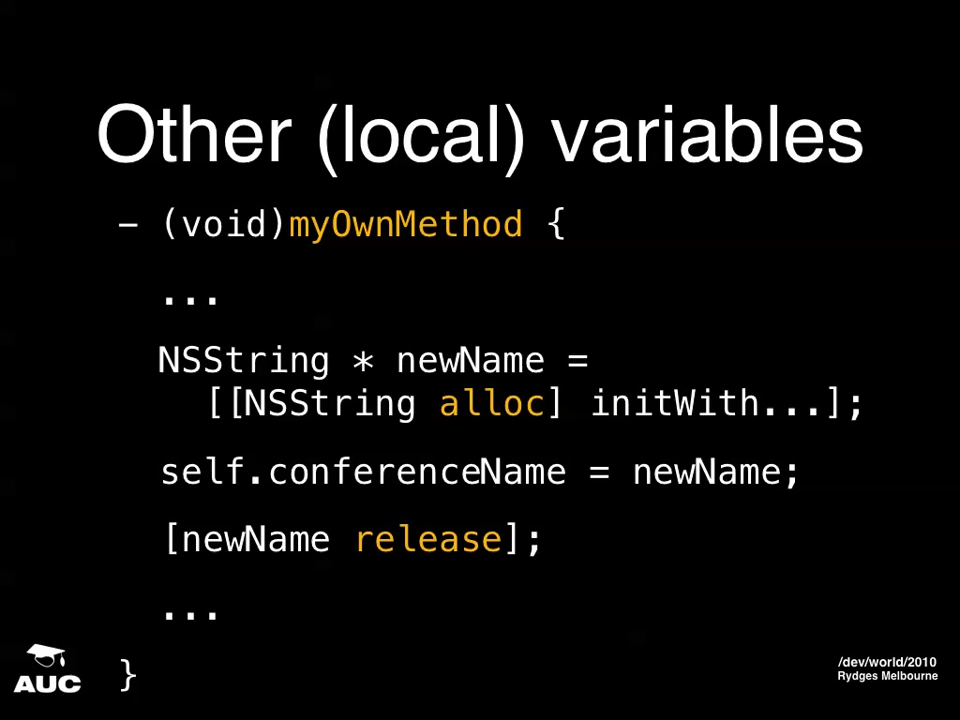 Other (local) variables
- (void)myOwnMethod {
...
NSString * newName =
[[NSString alloc] initWith...];
self.conferenceName = newName;
[newName release];
...
}
AUC
/dev/world/2010
Rydges Melbourne